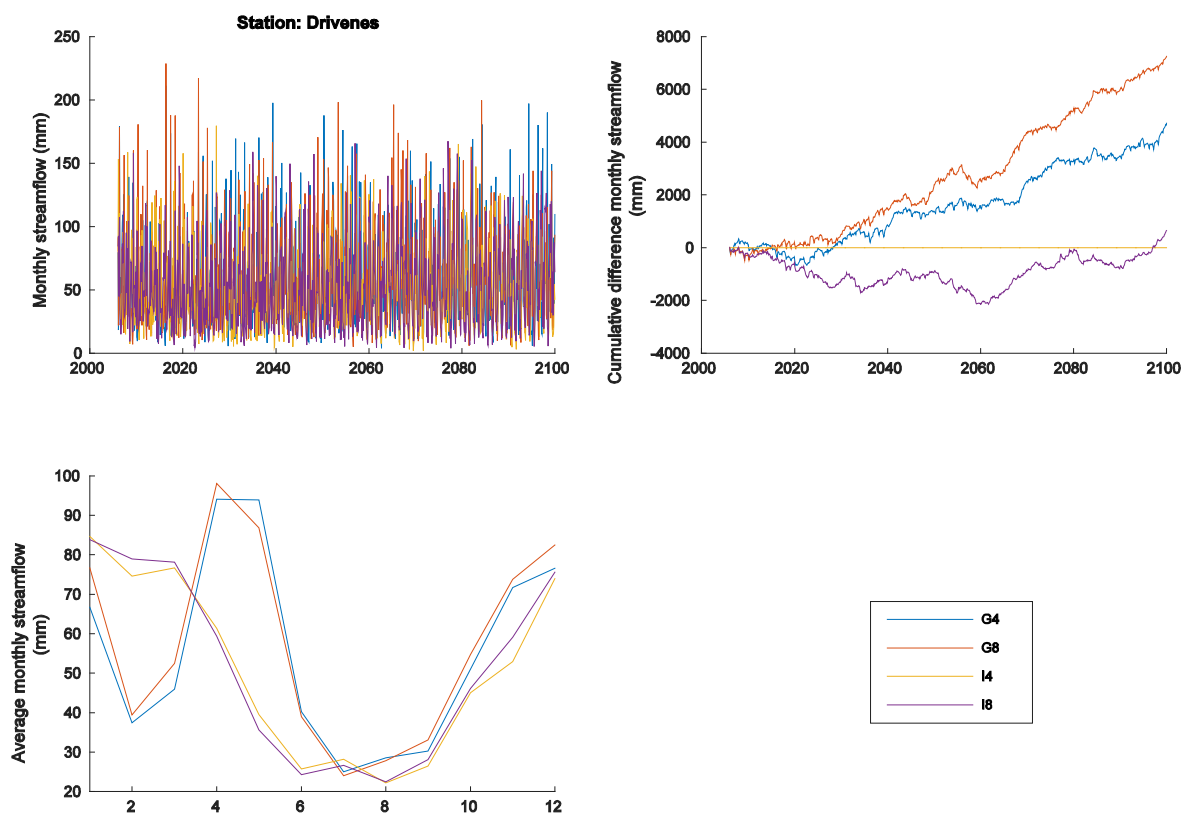 Station: Drivenes
Monthly streamflow (mm)
250
200
150
100
50
0
2000 2020 2040 2060 2080 2100
Cumulative difference monthly streamflow
(mm)
8000
6000
4000
2000
0
-2000
-4000
2000 2020 2040 2060 2080 2100
Average monthly streamflow
(mm)
100
90
80
70
60
50
40
30
20
2 4 6 8 10 12
G4
G8
I4
I8